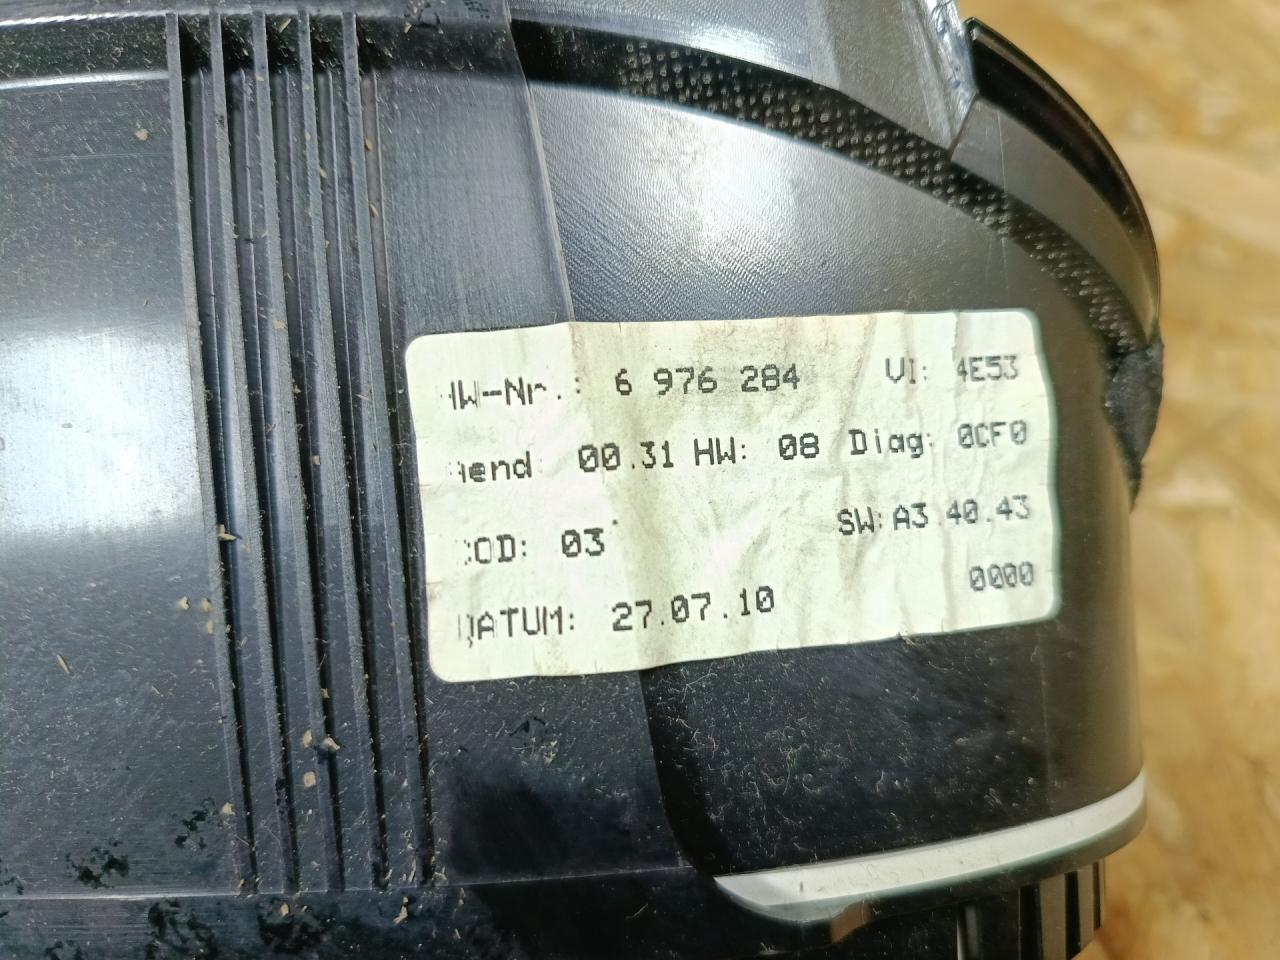 HW-Nr.: 6 976 284 VI: 4E53
Aend: 00.31 HW: 08 Diag: 0CF0
COD: 03 SW: A3.40.43
DATUM: 27.07.10 0000